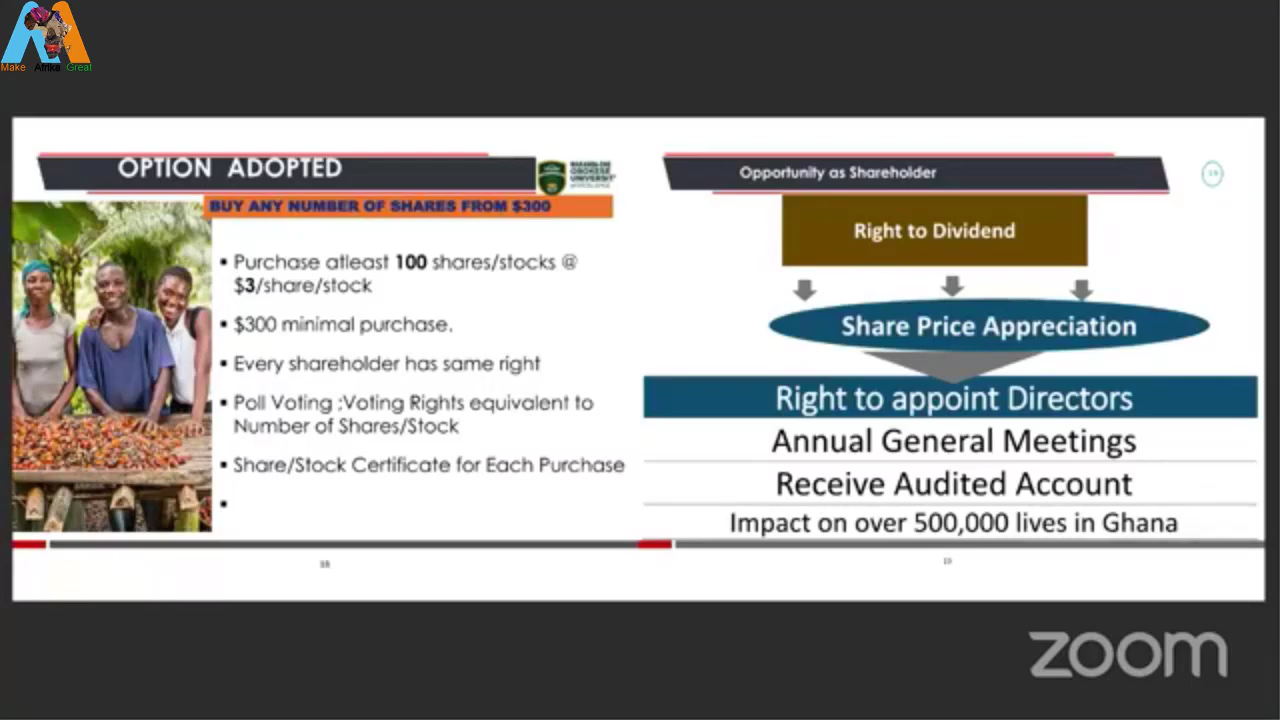 Make Afrika Great
OPTION ADOPTED
OBOKESE
UNIVERSITY
BUY ANY NUMBER OF SHARES FROM $300
Purchase atleast 100 shares/stocks @
$3/share/stock
$300 minimal purchase.
Every shareholder has same right
Poll Voting ;Voting Rights equivalent to
Number of Shares/Stock
Share/Stock Certificate for Each Purchase
Opportunity as Shareholder
Right to Dividend
Share Price Appreciation
Right to appoint Directors
Annual General Meetings
Receive Audited Account
Impact on over 500,000 lives in Ghana
zoom